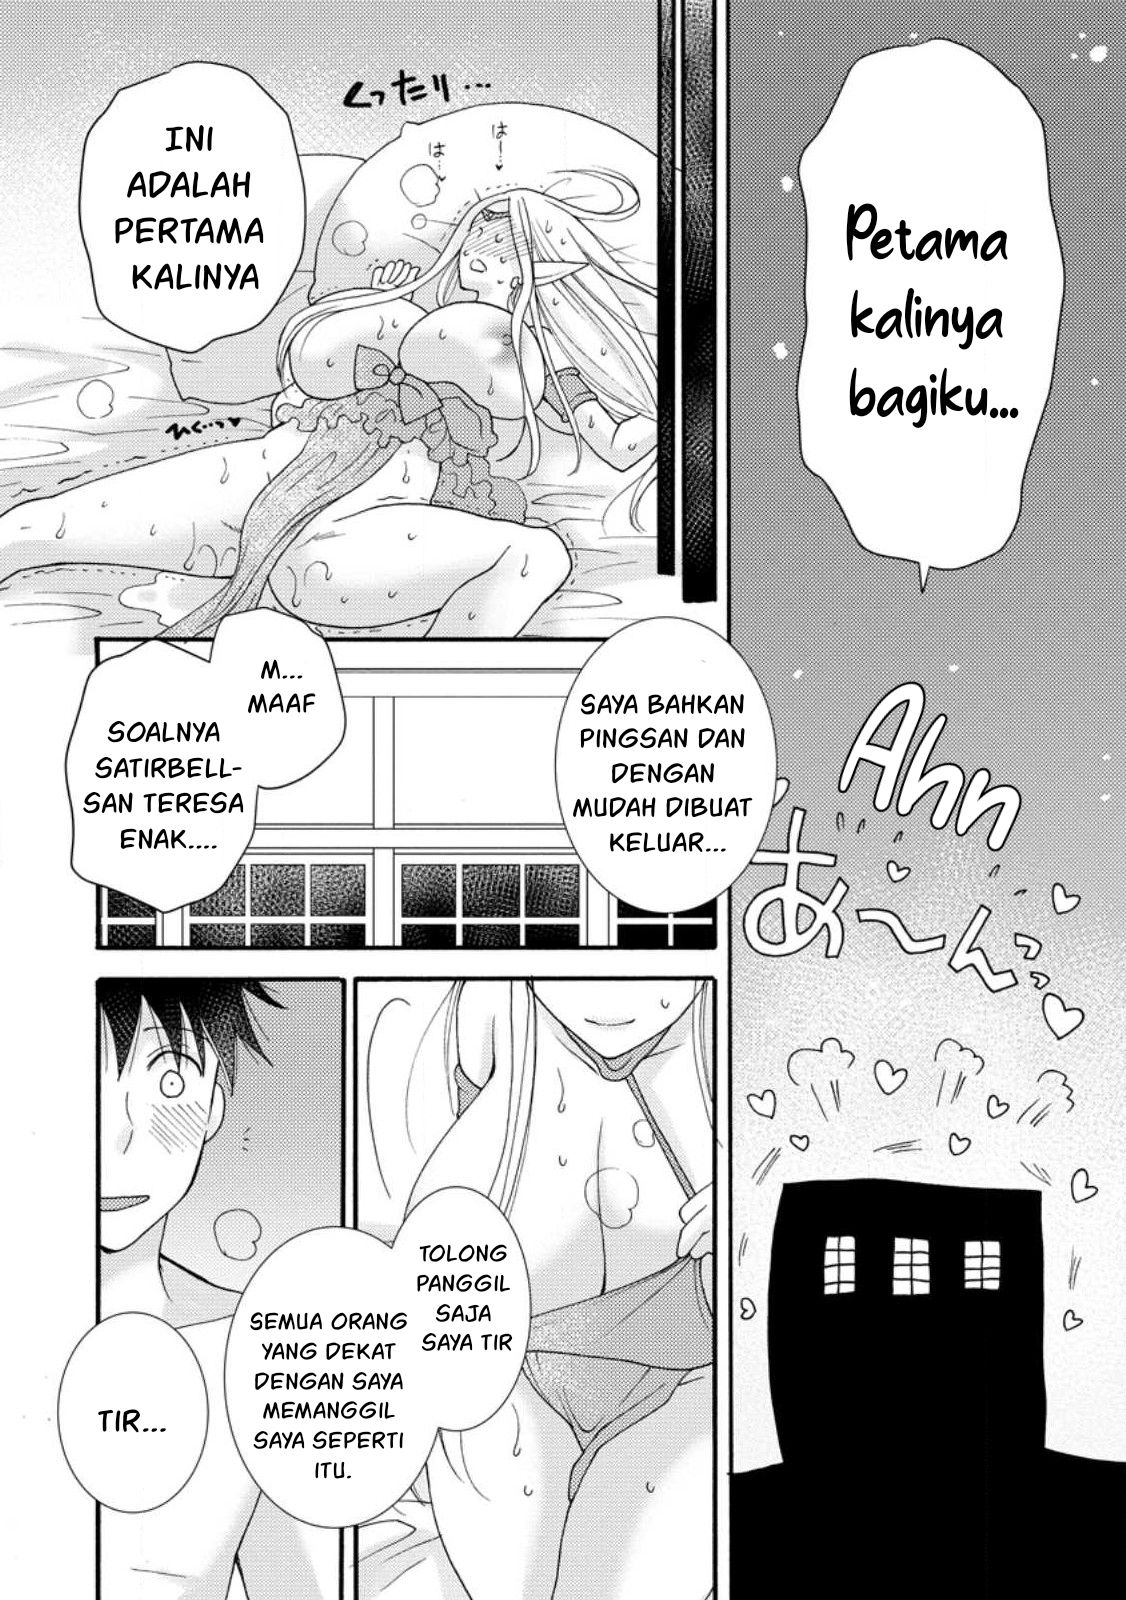 Petama
kalinya
bagiku...
Ahn
あ〜んっっ
くったり...
は…
は…
INI
ADALAH
PERTAMA
KALINYA
SAYA BAHKAN
PINGSAN DAN
DENGAN
MUDAH DIBUAT
KELUAR...
M...
MAAF
SOALNYA
SATIRBELL-
SAN TERESA
ENAK....
TOLONG
PANGGIL
SAJA
SAYA TIR
SEMUA ORANG
YANG DEKAT
DENGAN SAYA
MEMANGGIL
SAYA SEPERTI
ITU.
TIR...